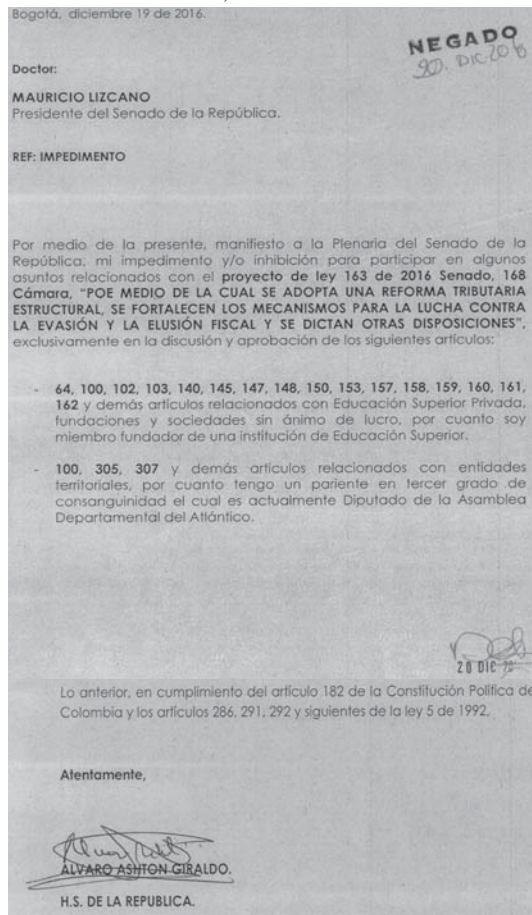 Bogotá, diciembre 19 de 2016.
NEGADO
20. DIC 2016
Doctor:
MAURICIO LIZCANO
Presidente del Senado de la República.
REF: IMPEDIMENTO
Por medio de la presente, manifiesto a la Plenaria del Senado de la
República, mi impedimento y/o inhibición para participar en algunos
asuntos relacionados con el proyecto de ley 163 de 2016 Senado, 168
Cámara, "POE MEDIO DE LA CUAL SE ADOPTA UNA REFORMA TRIBUTARIA
ESTRUCTURAL, SE FORTALECEN LOS MECANISMOS PARA LA LUCHA CONTRA
LA EVASIÓN Y LA ELUSIÓN FISCAL Y SE DICTAN OTRAS DISPOSICIONES",
exclusivamente en la discusión y aprobación de los siguientes artículos:
- 64, 100, 102, 103, 140, 145, 147, 148, 150, 153, 157, 158, 159, 160, 161,
162 y demás artículos relacionados con Educación Superior Privada,
fundaciones y sociedades sin ánimo de lucro, por cuanto soy
miembro fundador de una institución de Educación Superior.
- 100, 305, 307 y demás artículos relacionados con entidades
territoriales, por cuanto tengo un pariente en tercer grado de
consanguinidad el cual es actualmente Diputado de la Asamblea
Departamental del Atlántico.
20 DIC
Lo anterior, en cumplimiento del artículo 182 de la Constitución Política de
Colombia y los artículos 286, 291, 292 y siguientes de la ley 5 de 1992.
Atentamente,
ALVARO ASHTON GIRALDO.
H.S. DE LA REPUBLICA.